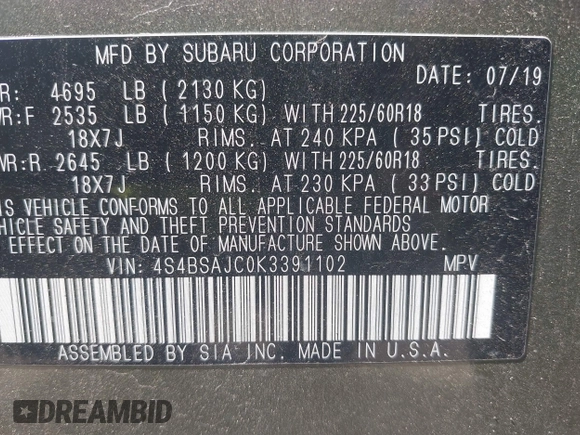 MFD BY SUBARU CORPORATION
DATE: 07/19
R: 4695 LB (2130 KG)
WR:F 2535 LB (1150 KG) WITH 225/60R18 TIRES.
18X7J RIMS. AT 240 KPA (35 PSI) COLD
WR:R 2645 LB (1200 KG) WITH 225/60R18 TIRES.
18X7J RIMS. AT 230 KPA (33 PSI) COLD
IS VEHICLE CONFORMS TO ALL APPLICABLE FEDERAL MOTOR
VEHICLE SAFETY AND THEFT PREVENTION STANDARDS
EFFECT ON THE DATE OF MANUFACTURE SHOWN ABOVE.
VIN: 4S4BSAJC0K3391102 MPV
ASSEMBLED BY SIA INC. MADE IN U.S.A.
DREAMBID